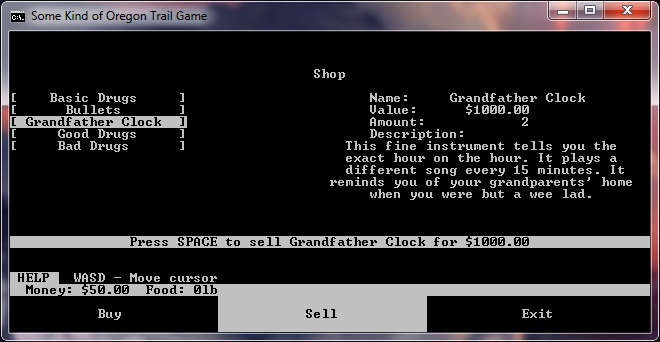 Some Kind of Oregon Trail Game
Shop
[ Basic Drugs ]
[ Bullets ]
[ Grandfather Clock ]
[ Good Drugs ]
[ Bad Drugs ]
Name: Grandfather Clock
Value: $1000.00
Amount: 2
Description:
This fine instrument tells you the
exact hour on the hour. It plays a
different song every 15 minutes. It
reminds you of your grandparents' home
when you were but a wee lad.
Press SPACE to sell Grandfather Clock for $1000.00
HELP WASD - Move cursor
Money: $50.00 Food: 0lb
Buy Sell Exit